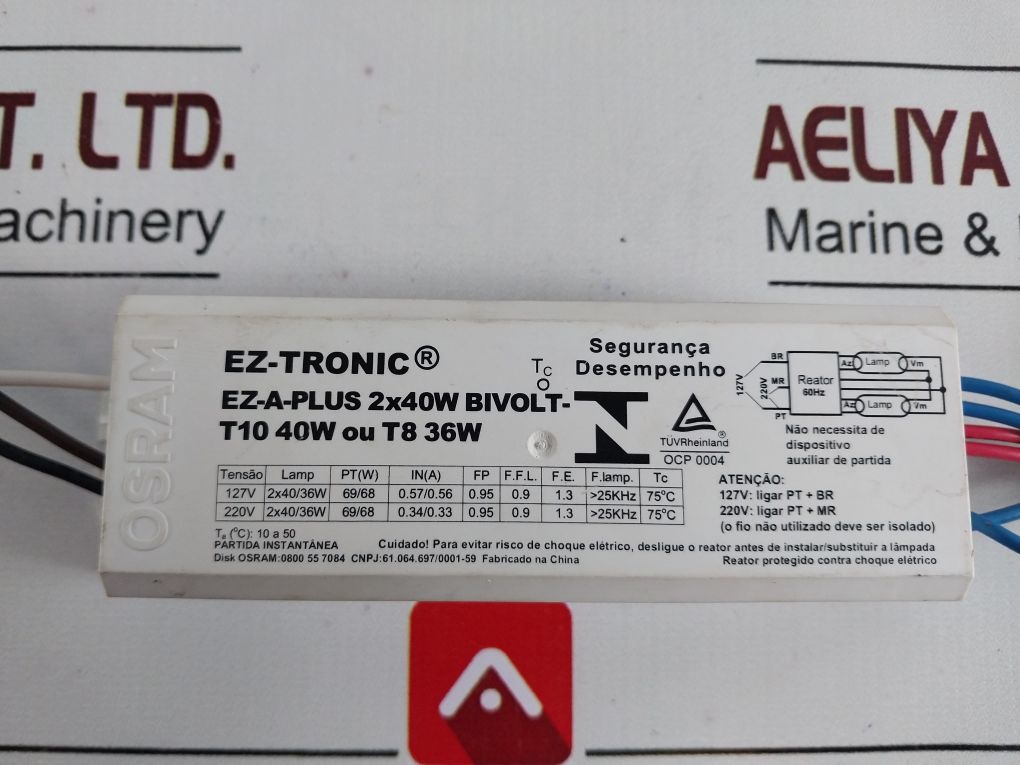 T. LTD.
achinery
AELIYA
Marine &
OSRAM
EZ-TRONIC®
EZ-A-PLUS 2x40W BIVOLT-
T10 40W ou T8 36W
TC
Segurança
Desempenho
TÜVRheinland®
OCP 0004
127V
220V
BR
MR
PT
Reator
60Hz
Az Lamp Vm
Az Lamp Vm
Não necessita de
dispositivo
auxiliar de partida
Tensão Lamp PT(W) IN(A) FP F.F.L. F.E. F.lamp. Tc
127V 2x40/36W 69/68 0.57/0.56 0.95 0.9 1.3 >25KHz 75°C
220V 2x40/36W 69/68 0.34/0.33 0.95 0.9 1.3 >25KHz 75°C
ATENÇÃO:
127V: ligar PT + BR
220V: ligar PT + MR
(o fio não utilizado deve ser isolado)
Ta (°C): 10 a 50
PARTIDA INSTANTÂNEA Cuidado! Para evitar risco de choque elétrico, desligue o reator antes de instalar/substituir a lâmpada
Disk OSRAM:0800 55 7084 CNPJ:61.064.697/0001-59 Fabricado na China Reator protegido contra choque elétrico